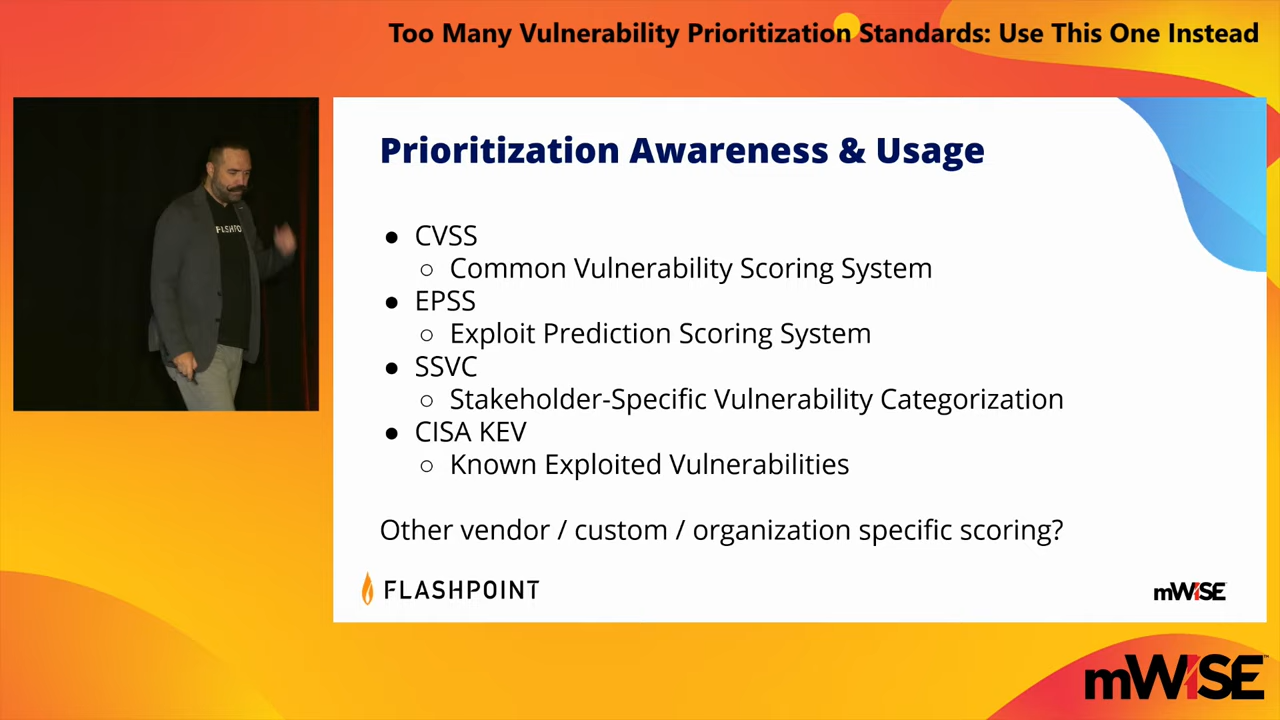 Too Many Vulnerability Prioritization Standards: Use This One Instead
FLSHPO
Prioritization Awareness & Usage
● CVSS
○ Common Vulnerability Scoring System
● EPSS
○ Exploit Prediction Scoring System
● SSVC
○ Stakeholder-Specific Vulnerability Categorization
● CISA KEV
○ Known Exploited Vulnerabilities
Other vendor / custom / organization specific scoring?
FLASHPOINT
mWISE
mWISE™